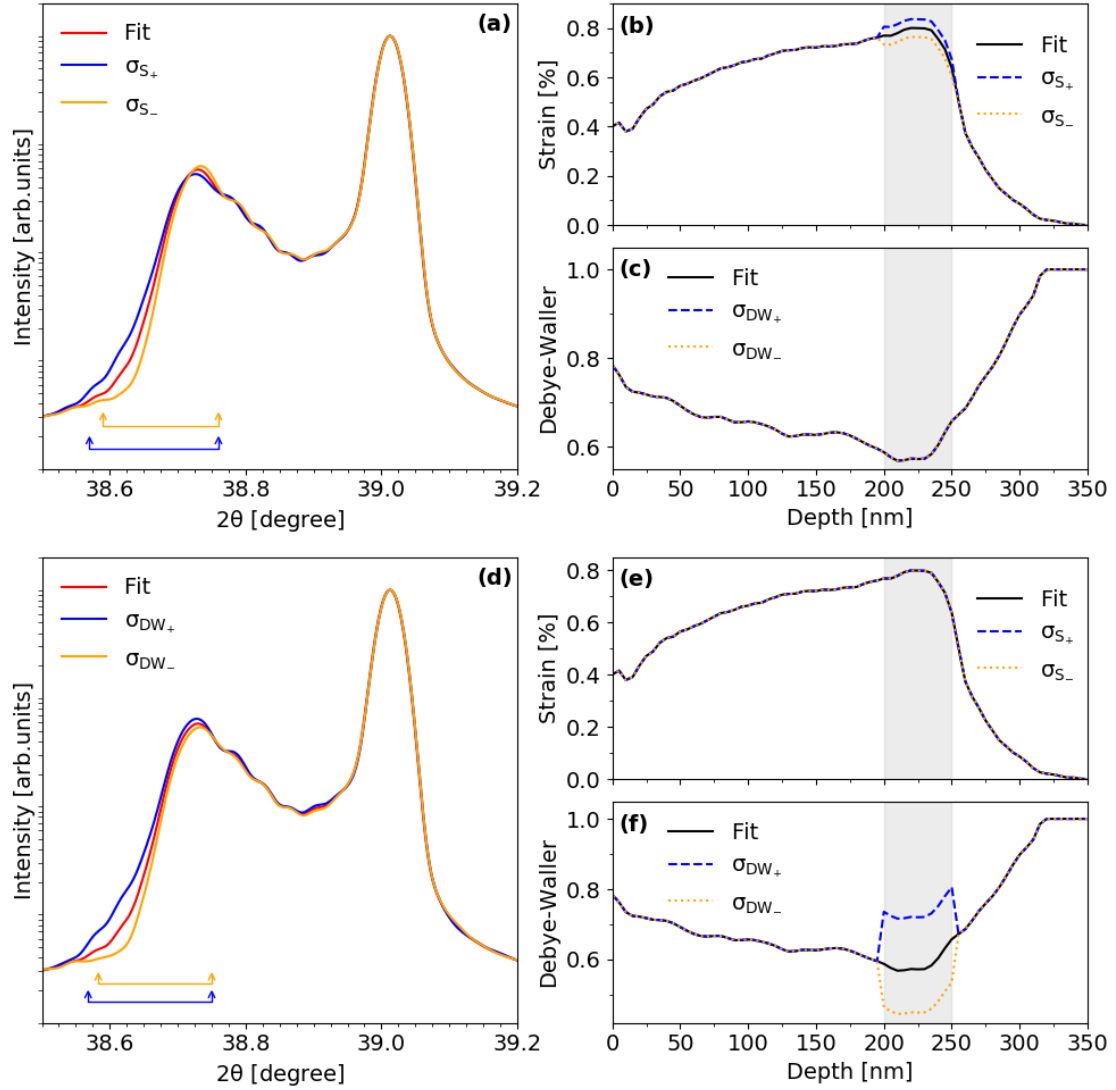 (a)
Fit
σS+
σS−
Intensity [arb.units]
38.6 38.8 39.0 39.2
2θ [degree]
(b)
Fit
σS+
σS−
Strain [%]
0.8
0.6
0.4
0.2
0.0
(c)
Fit
σDW+
σDW−
Debye-Waller
1.0
0.8
0.6
0 50 100 150 200 250 300 350
Depth [nm]
(d)
Fit
σDW+
σDW−
Intensity [arb.units]
38.6 38.8 39.0 39.2
2θ [degree]
(e)
Fit
σS+
σS−
Strain [%]
0.8
0.6
0.4
0.2
0.0
(f)
Fit
σDW+
σDW−
Debye-Waller
1.0
0.8
0.6
0 50 100 150 200 250 300 350
Depth [nm]